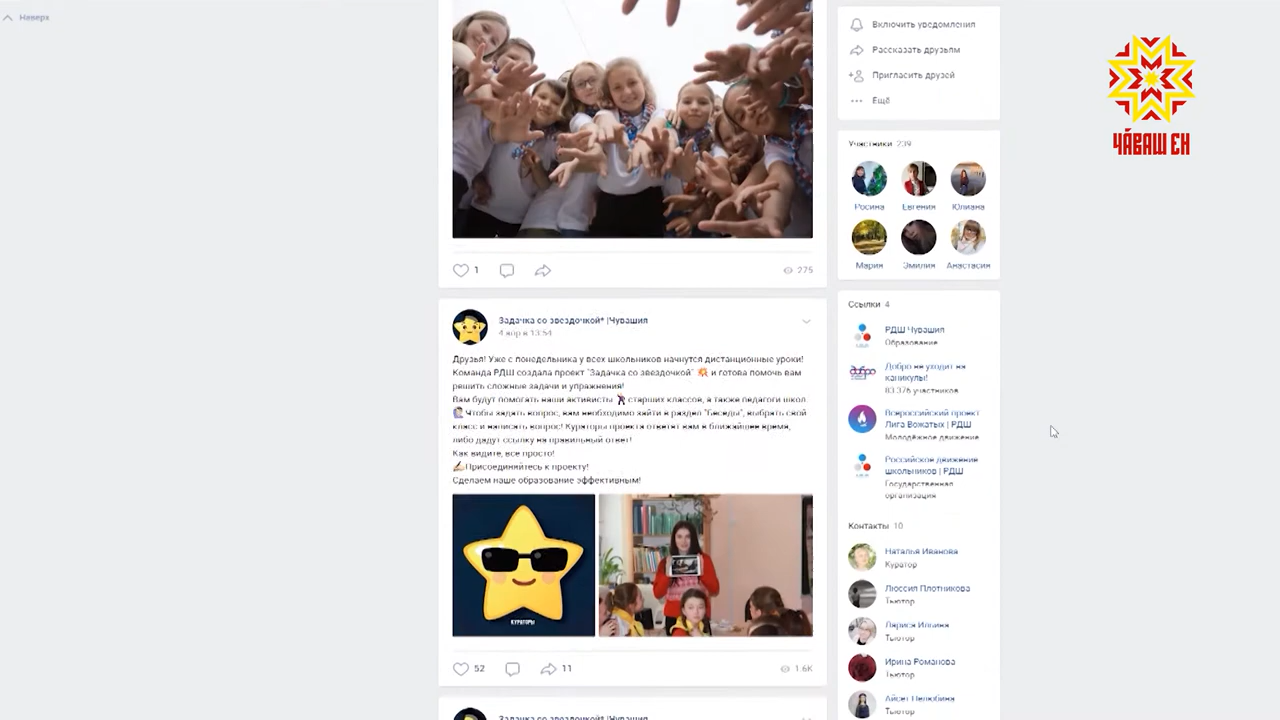 Наверх
1
275
Задачка со звездочкой* |Чувашия
4 апр в 13:54
Друзья! Уже с понедельника у всех школьников начнутся дистанционные уроки!
Команда РДШ создала проект "Задачка со звездочкой" 💥 и готова помочь вам
решить сложные задачи и упражнения!
Вам будут помогать наши активисты старших классов, а также педагоги школ.
Чтобы задать вопрос, вам необходимо зайти в раздел "Беседы", выбрать свой
класс и написать вопрос! Кураторы проекта ответят вам в ближайшее время,
либо дадут ссылку на правильный ответ!
Как видите, все просто!
✍Присоединяйтесь к проекту!
Сделаем наше образование эффективным!
КУРАТОРЫ
52
11
1.6K
Задачка со звездочкой* |Чувашия
Включить уведомления
Рассказать друзьям
Пригласить друзей
Ещё
Участники 239
Росина Евгения Юлиана
Мария Эмилия Анастасия
Ссылки 4
РДШ Чувашия
Образование
Добро не уходит на
каникулы!
83 376 участников
Всероссийский проект
Лига Вожатых | РДШ
Молодёжное движение
Российское движение
школьников | РДШ
Государственная
организация
Контакты 10
Наталья Иванова
Куратор
Люссия Плотникова
Тьютор
Лариса Илгина
Тьютор
Ирина Романова
Тьютор
Айсет Пелюбина
Тьютор
ЧӐВАШ ЕН